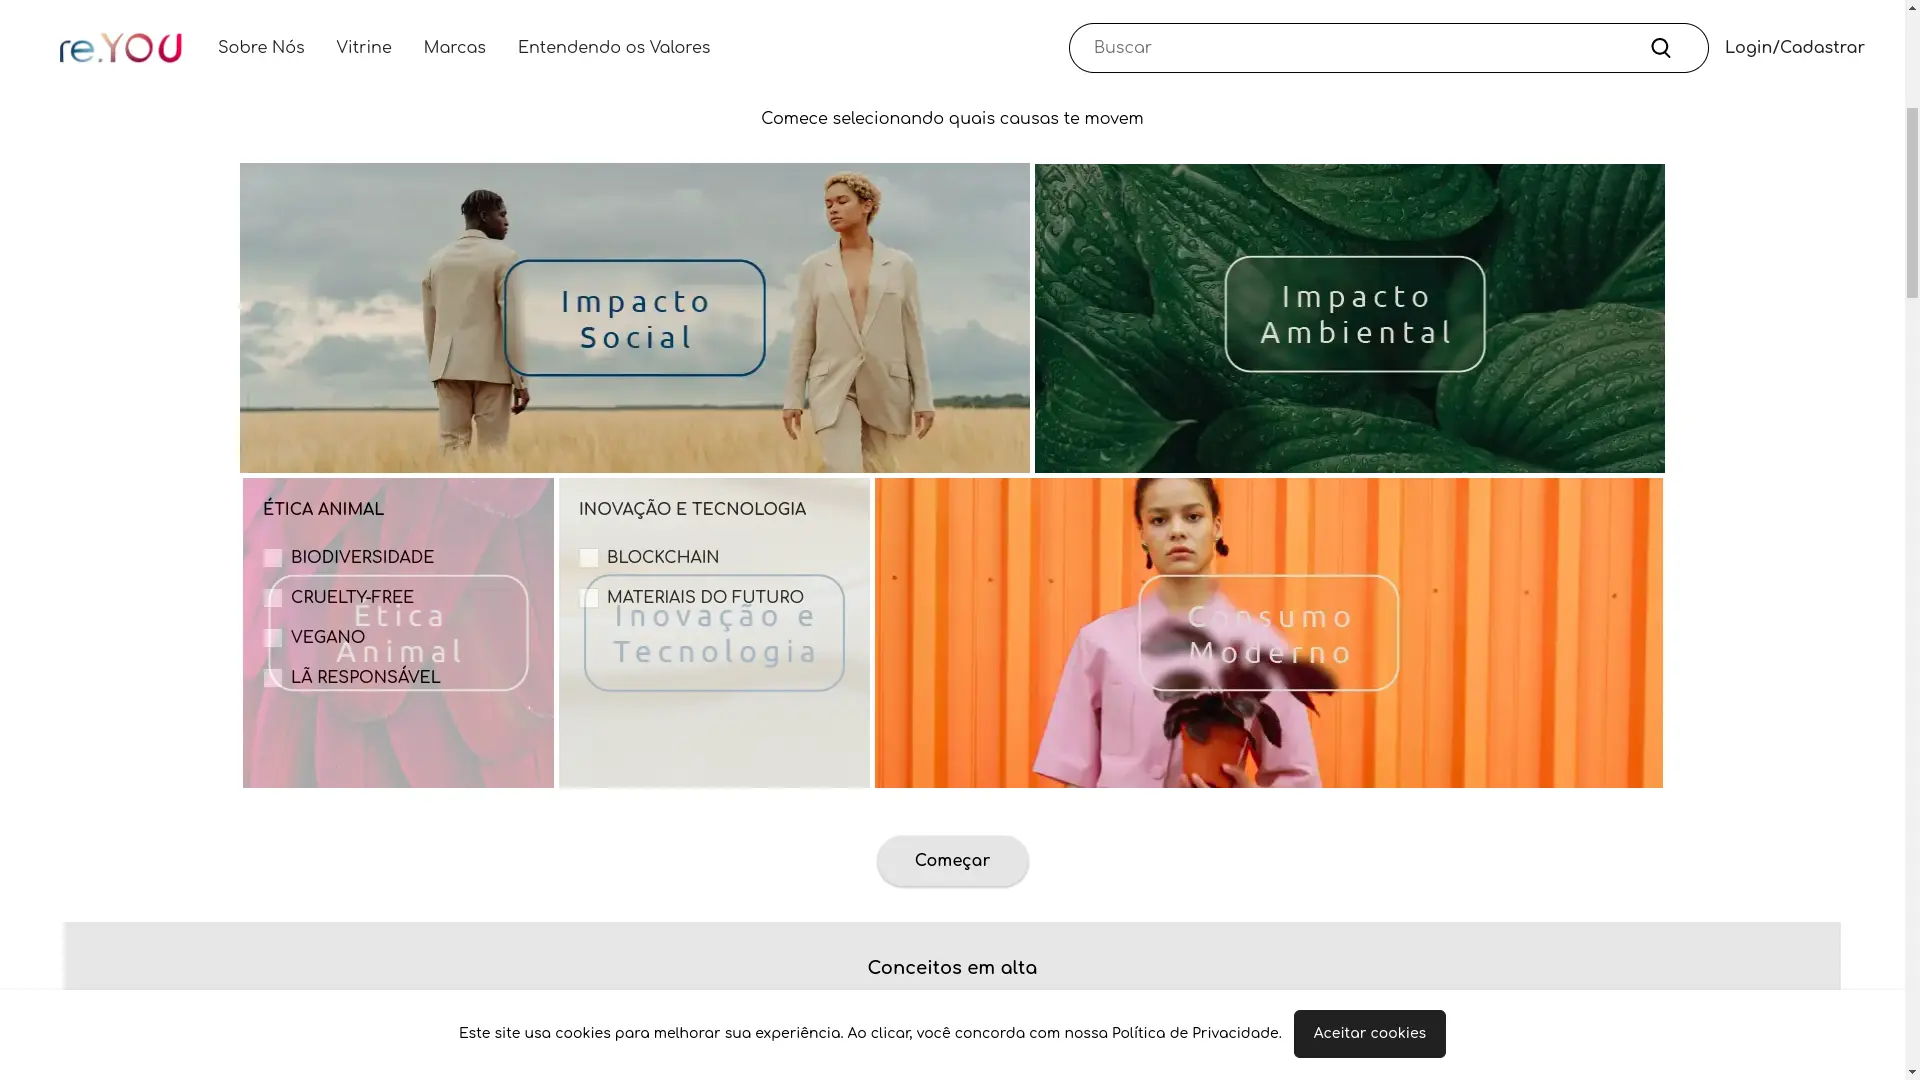 re.YOU
Sobre Nós
Vitrine
Marcas
Entendendo os Valores
Buscar
Login/Cadastrar
Comece selecionando quais causas te movem
Impacto
Social
Impacto
Ambiental
ÉTICA ANIMAL
BIODIVERSIDADE
CRUELTY-FREE
VEGANO
LÃ RESPONSÁVEL
Ética
Animal
INOVAÇÃO E TECNOLOGIA
BLOCKCHAIN
MATERIAIS DO FUTURO
Inovação e
Tecnologia
Consumo
Moderno
Começar
Conceitos em alta
Este site usa cookies para melhorar sua experiência. Ao clicar, você concorda com nossa Política de Privacidade.
Aceitar cookies